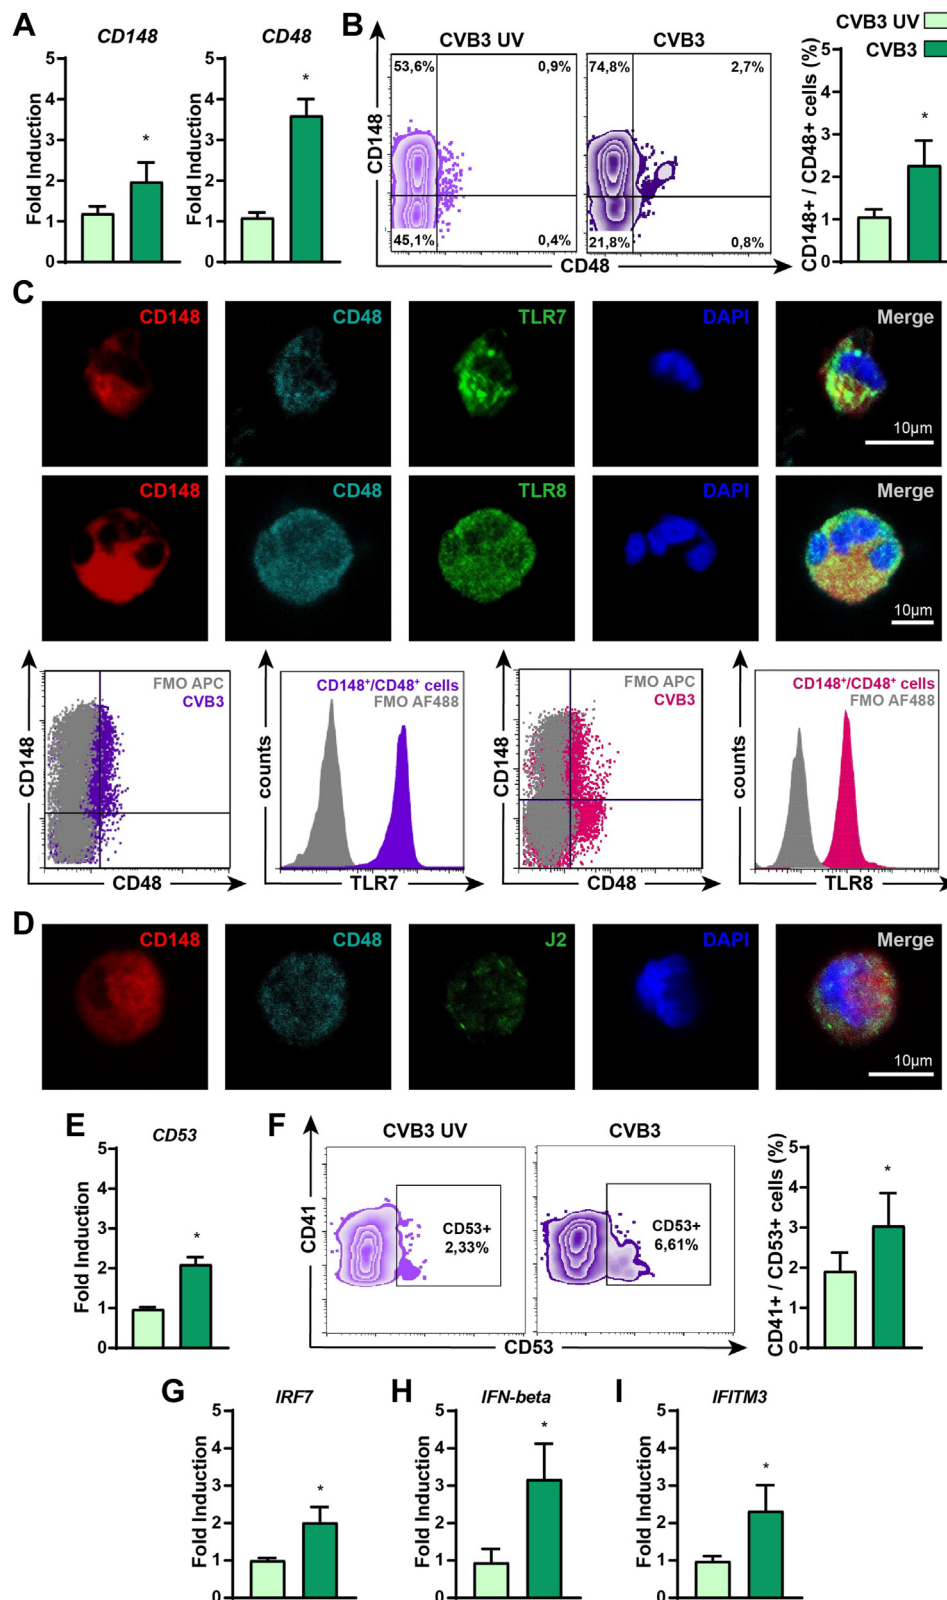 A
CD148
CD48
Fold Induction
5
4
3
2
1
0
*
Fold Induction
5
4
3
2
1
0
*
B
CVB3 UV
CVB3
CD148
53,6%
0,9%
45,1%
0,4%
74,8%
2,7%
21,8%
0,8%
CD48
CVB3 UV
CVB3
CD148+ / CD48+ cells (%)
5
4
3
2
1
0
*
C
CD148
CD48
TLR7
DAPI
Merge
10µm
CD148
CD48
TLR8
DAPI
Merge
10µm
CD148
FMO APC
CVB3
CD48
counts
CD148+/CD48+ cells
FMO AF488
TLR7
CD148
FMO APC
CVB3
CD48
counts
CD148+/CD48+ cells
FMO AF488
TLR8
D
CD148
CD48
J2
DAPI
Merge
10µm
E
CD53
Fold Induction
5
4
3
2
1
0
*
F
CVB3 UV
CVB3
CD41
CD53+
2,33%
CD53+
6,61%
CD53
CD41+ / CD53+ cells (%)
5
4
3
2
1
0
*
G
IRF7
Fold Induction
5
4
3
2
1
0
*
H
IFN-beta
Fold Induction
5
4
3
2
1
0
*
I
IFITM3
Fold Induction
5
4
3
2
1
0
*